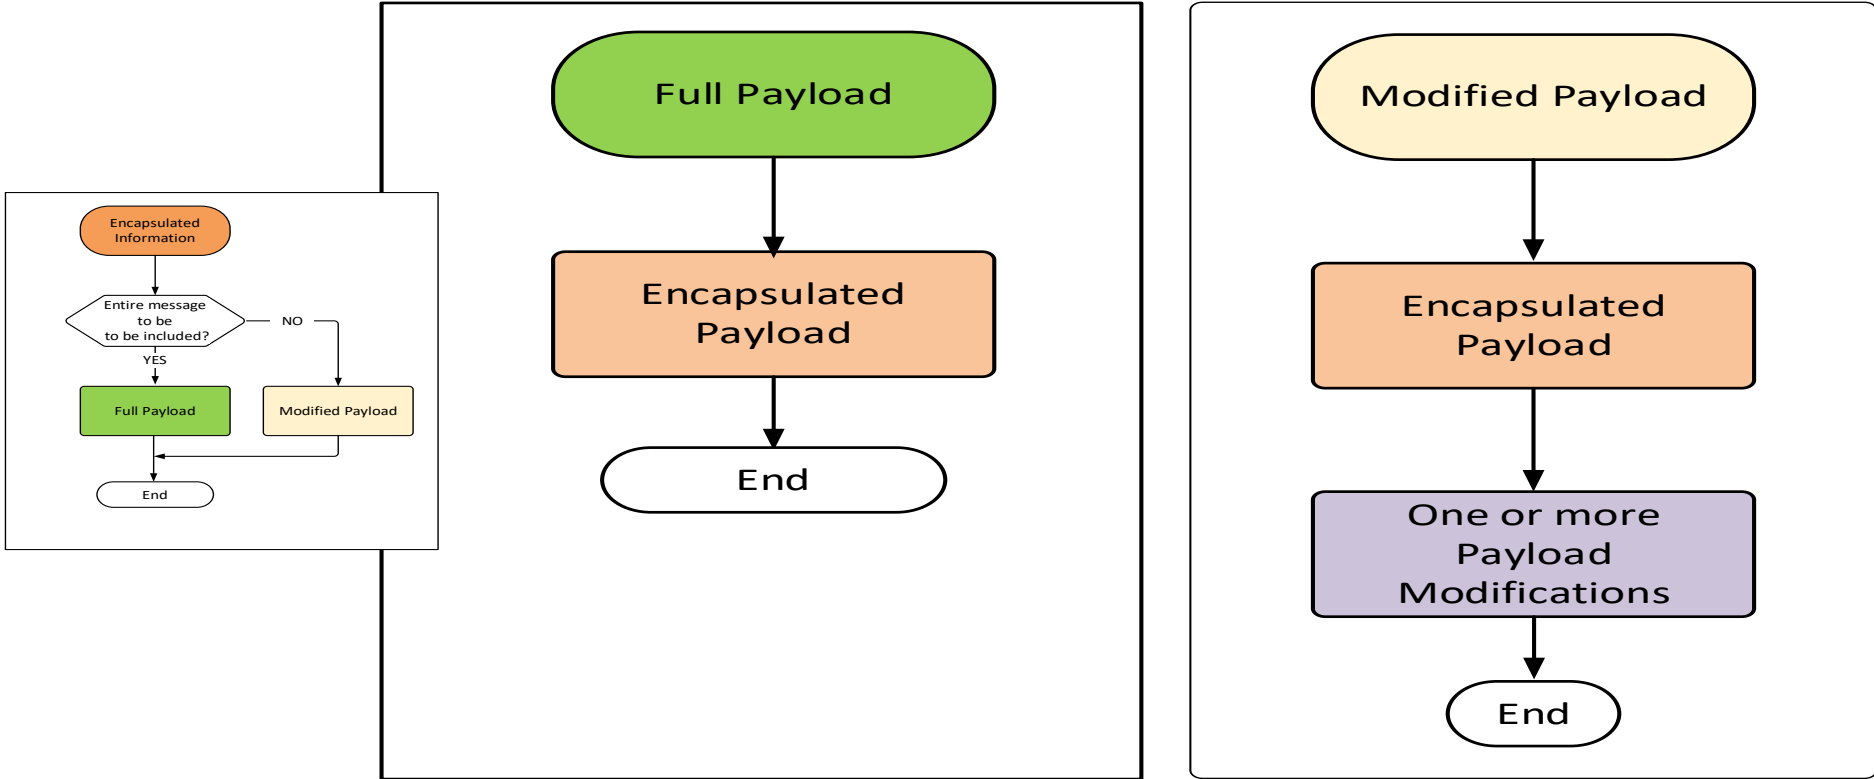 Encapsulated
Information
Entire message
to be
to be included?
NO
YES
Full Payload
Modified Payload
End
Full Payload
Encapsulated
Payload
End
Modified Payload
Encapsulated
Payload
One or more
Payload
Modifications
End